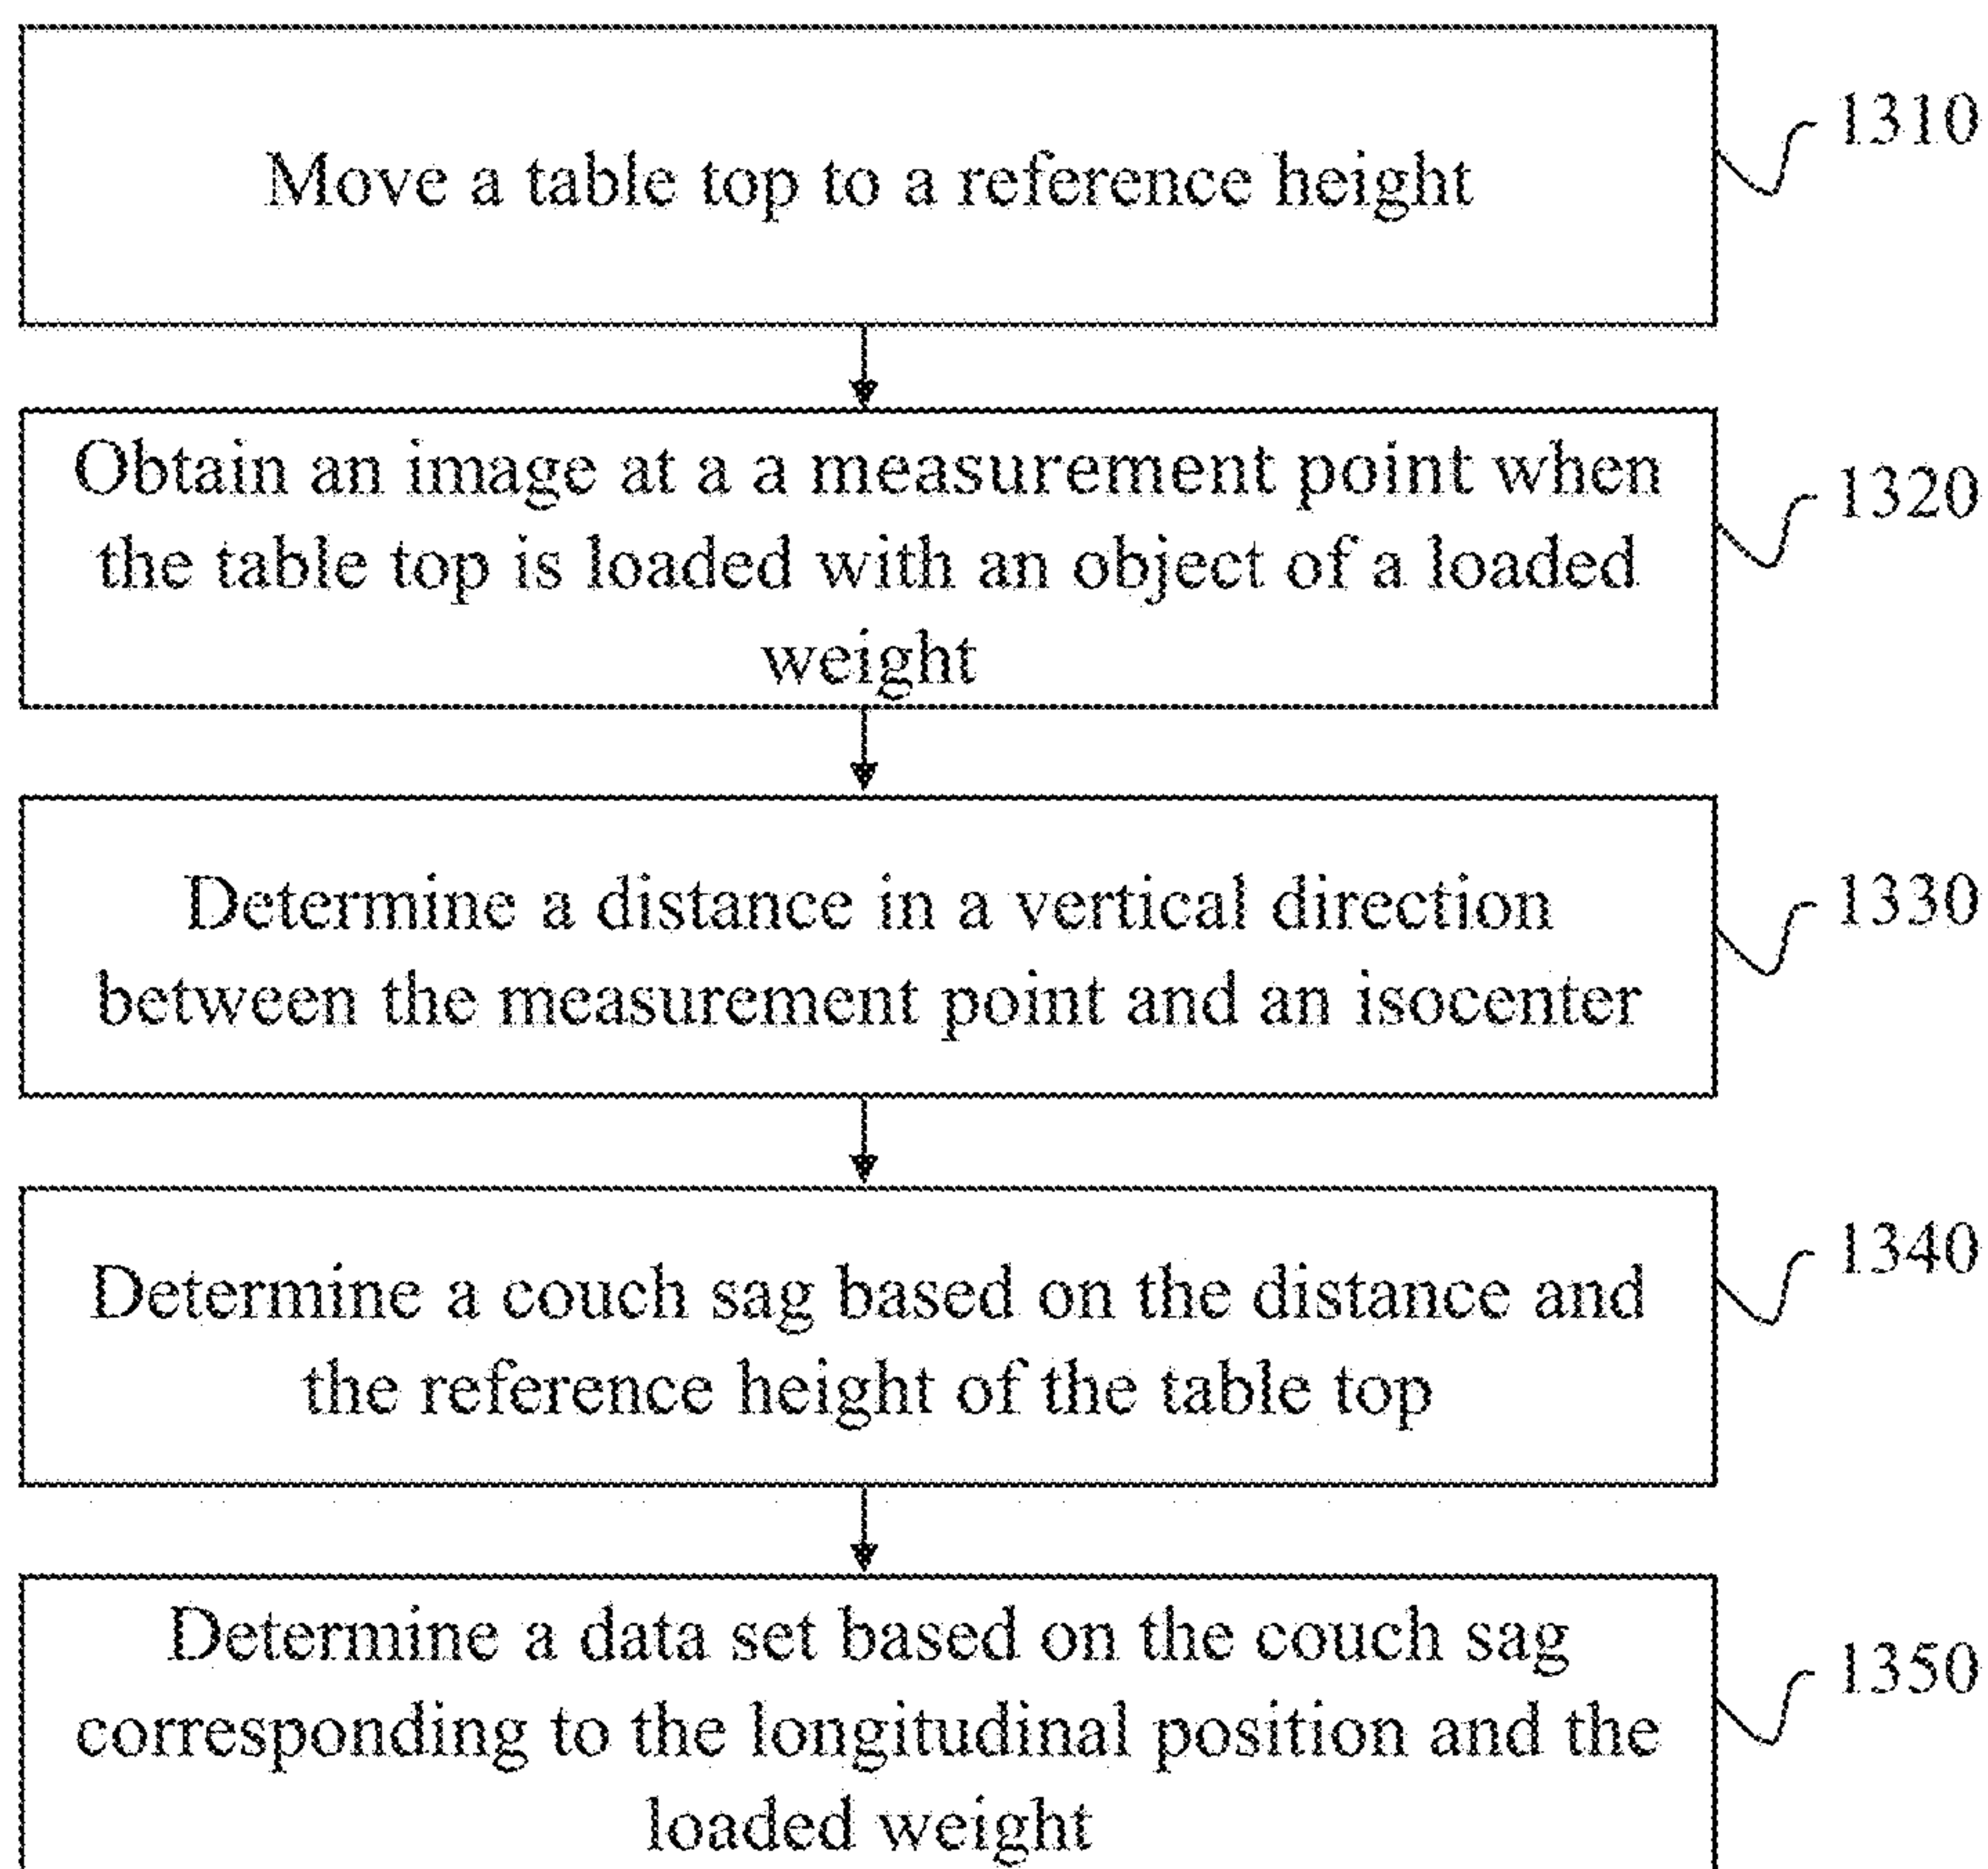 Move a table top to a reference height
1310
Obtain an image at a a measurement point when
the table top is loaded with an object of a loaded
weight
1320
Determine a distance in a vertical direction
between the measurement point and an isocenter
1330
Determine a couch sag based on the distance and
the reference height of the table top
1340
Determine a data set based on the couch sag
corresponding to the longitudinal position and the
loaded weight
1350